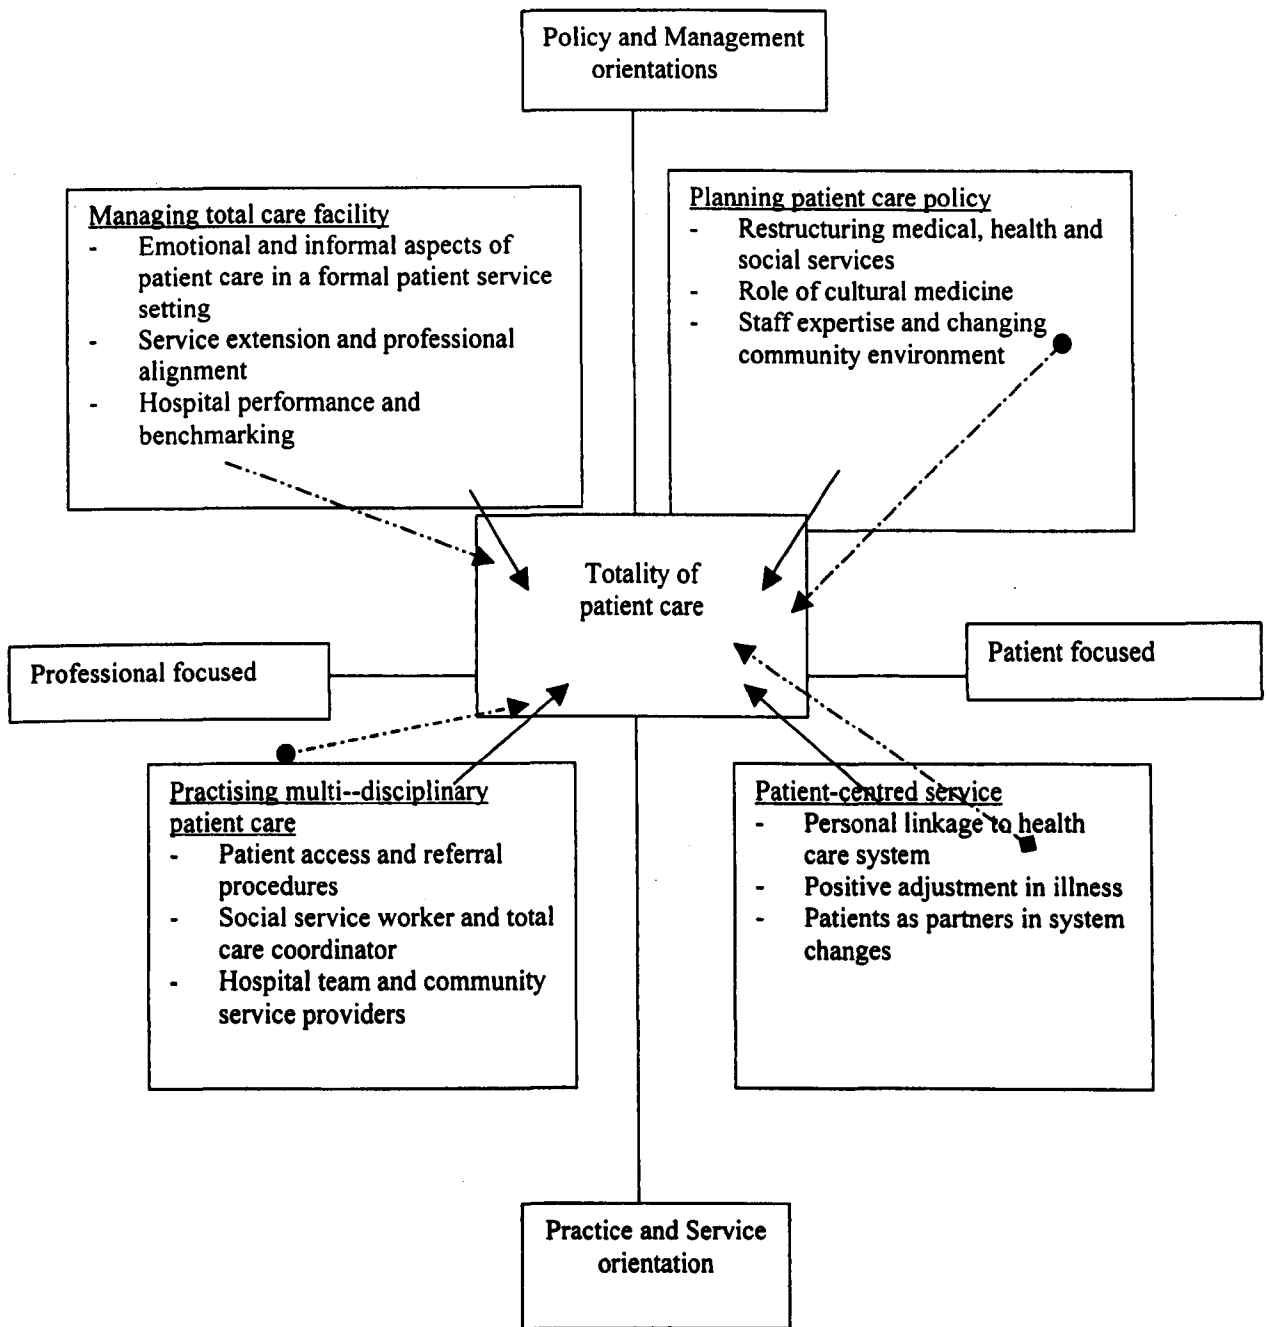 Policy and Management
orientations
Managing total care facility
- Emotional and informal aspects of
patient care in a formal patient service
setting
- Service extension and professional
alignment
- Hospital performance and
benchmarking
Planning patient care policy
- Restructuring medical, health and
social services
- Role of cultural medicine
- Staff expertise and changing
community environment
Totality of
patient care
Professional focused
Patient focused
Practising multi--disciplinary
patient care
- Patient access and referral
procedures
- Social service worker and total
care coordinator
- Hospital team and community
service providers
Patient-centred service
- Personal linkage to health
care system
- Positive adjustment in illness
- Patients as partners in system
changes
Practice and Service
orientation